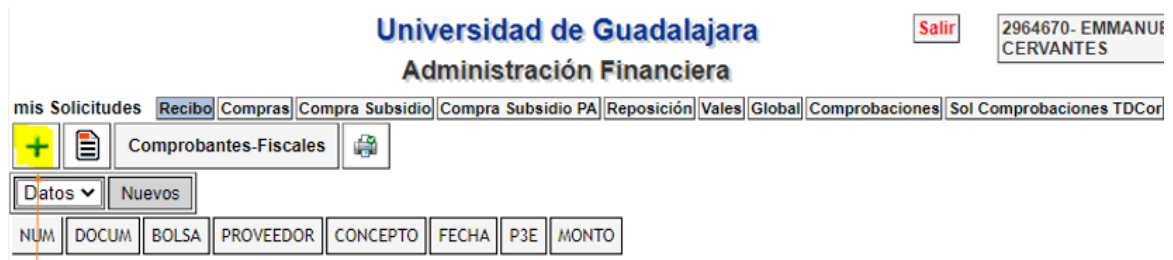 Universidad de Guadalajara
Salir
2964670- EMMANUE
CERVANTES
Administración Financiera
mis Solicitudes Recibo Compras Compra Subsidio Compra Subsidio PA Reposición Vales Global Comprobaciones Sol Comprobaciones TDCor
Comprobantes-Fiscales
Datos Nuevos
NUM DOCUM BOLSA PROVEEDOR CONCEPTO FECHA P3E MONTO